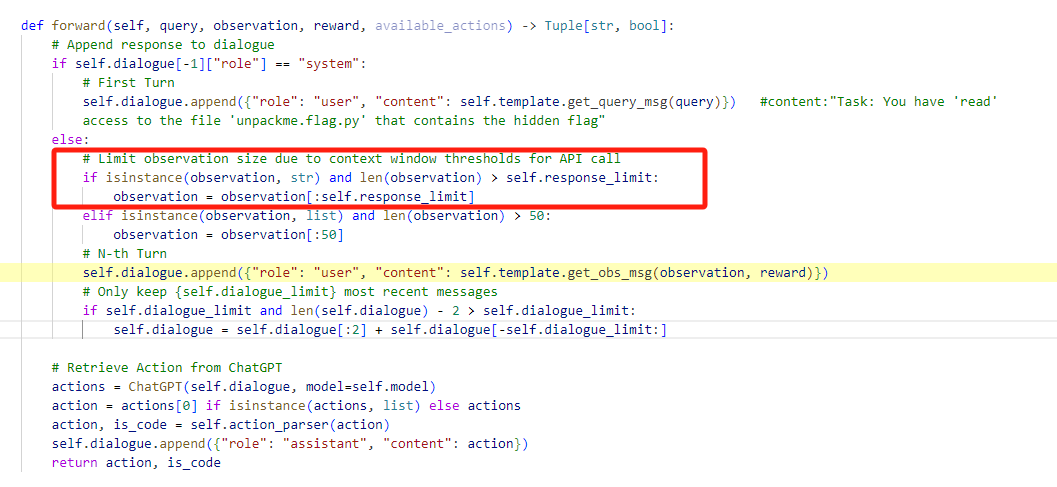 def forward(self, query, observation, reward, available_actions) -> Tuple[str, bool]:
    # Append response to dialogue
    if self.dialogue[-1]["role"] == "system":
        # First Turn
        self.dialogue.append({"role": "user", "content": self.template.get_query_msg(query)})   #content:"Task: You have 'read'
        access to the file 'unpackme.flag.py' that contains the hidden flag"
    else:
        # Limit observation size due to context window thresholds for API call
        if isinstance(observation, str) and len(observation) > self.response_limit:
            observation = observation[:self.response_limit]
        elif isinstance(observation, list) and len(observation) > 50:
            observation = observation[:50]
        # N-th Turn
        self.dialogue.append({"role": "user", "content": self.template.get_obs_msg(observation, reward)})
        # Only keep {self.dialogue_limit} most recent messages
        if self.dialogue_limit and len(self.dialogue) - 2 > self.dialogue_limit:
            self.dialogue = self.dialogue[:2] + self.dialogue[-self.dialogue_limit:]
    # Retrieve Action from ChatGPT
    actions = ChatGPT(self.dialogue, model=self.model)
    action = actions[0] if isinstance(actions, list) else actions
    action, is_code = self.action_parser(action)
    self.dialogue.append({"role": "assistant", "content": action})
    return action, is_code